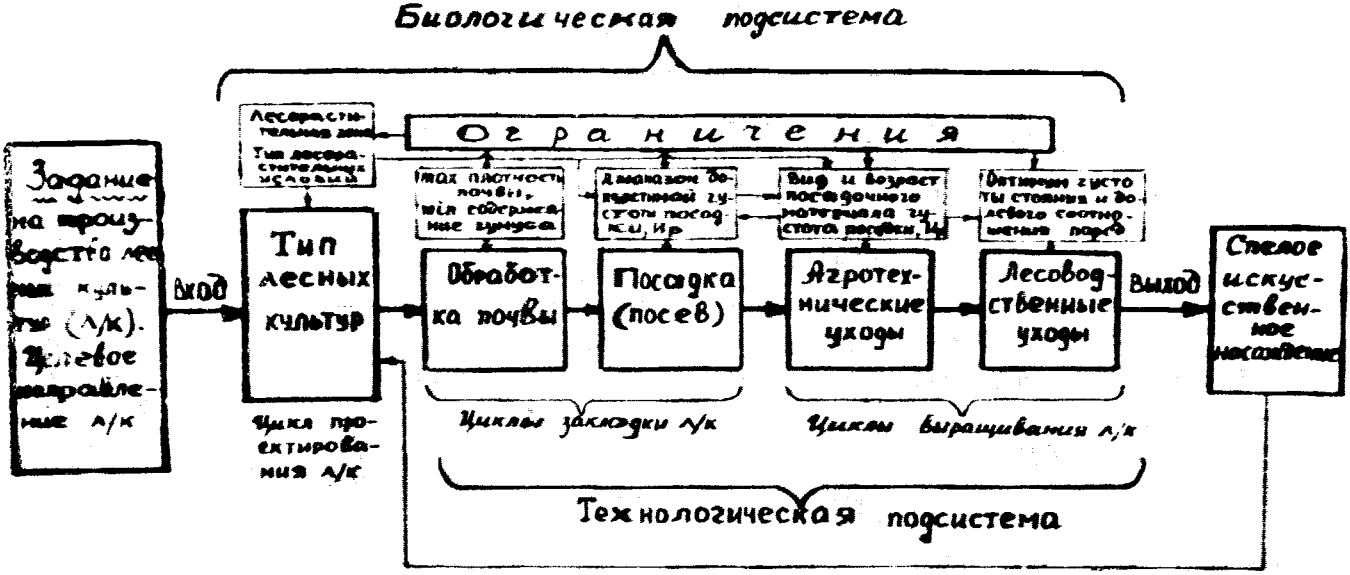 Биологическая подсистема
Лесорасти-
тельная зона
Тип лесора-
стительных
условий
Ограничения
max плотность
почвы,
min содержа-
ние гумуса
Диапазон до-
пустимой гу-
стоты посад-
ки, Нр
Вид и возраст
посадочного
материала гу-
стота посадки,
Оптимум густо
ты стояния и до-
левого соотно-
шения пород
Задание
на произ-
водство лес
ных куль-
тур (л/к).
Целевое
направле-
ние л/к
Вход
Тип
лесных
культур
Обработ-
ка почвы
Посадка
(посев)
Агротех-
нические
уходы
Лесовод-
ственные
уходы
Выход
Спелое
искус-
ствен-
ное
насаждение
Цикл про-
ектирова-
ния л/к
Циклы закладки л/к
Циклы выращивания л/к
Технологическая подсистема